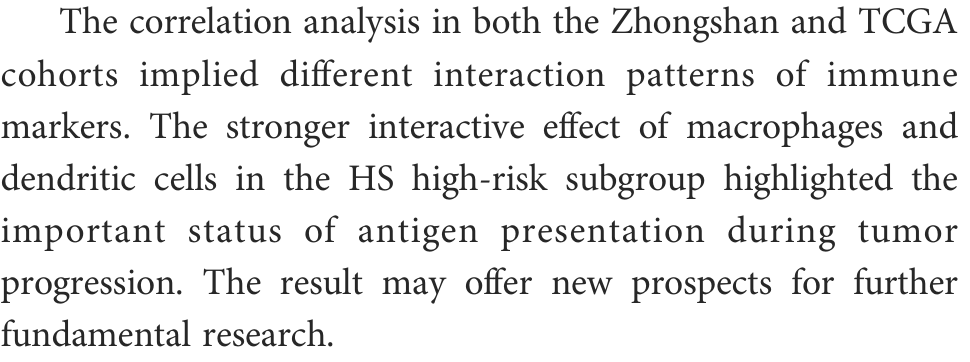 The correlation analysis in both the Zhongshan and TCGA
cohorts implied different interaction patterns of immune
markers. The stronger interactive effect of macrophages and
dendritic cells in the HS high-risk subgroup highlighted the
important status of antigen presentation during tumor
progression. The result may offer new prospects for further
fundamental research.